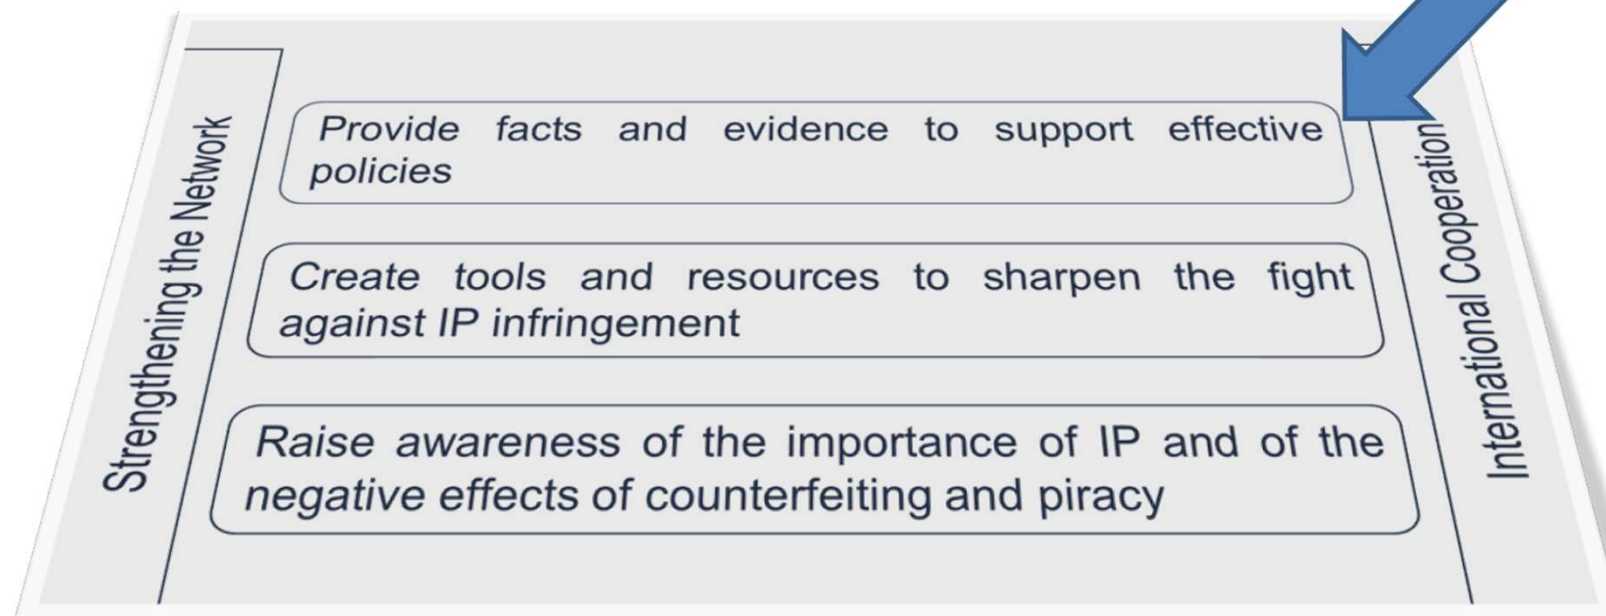 Strengthening the Network
Provide facts and evidence to support effective
policies
Create tools and resources to sharpen the fight
against IP infringement
Raise awareness of the importance of IP and of the
negative effects of counterfeiting and piracy
International Cooperation